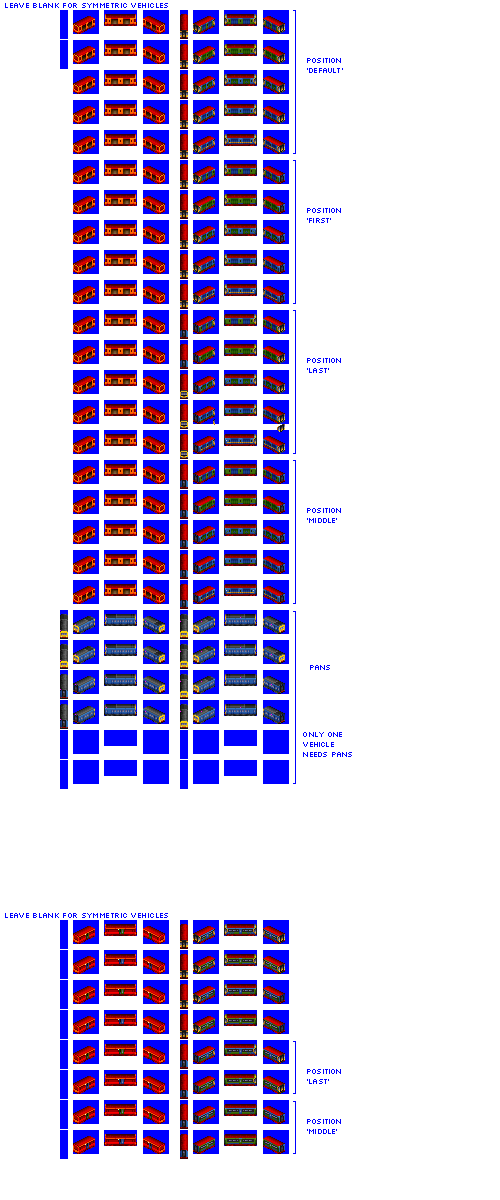 LEAVE BLANK FOR SYMMETRIC VEHICLES
POSITION
'DEFAULT'
POSITION
'FIRST'
POSITION
'LAST'
POSITION
'MIDDLE'
PANS
ONLY ONE
VEHICLE
NEEDS PANS
LEAVE BLANK FOR SYMMETRIC VEHICLES
POSITION
'LAST'
POSITION
'MIDDLE'